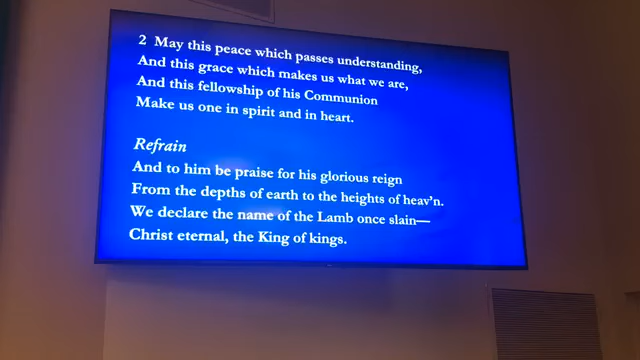 2 May this peace which passes understanding,
And this grace which makes us what we are,
And this fellowship of his Communion
Make us one in spirit and in heart.
Refrain
And to him be praise for his glorious reign
From the depths of earth to the heights of heav'n.
We declare the name of the Lamb once slain—
Christ eternal, the King of kings.